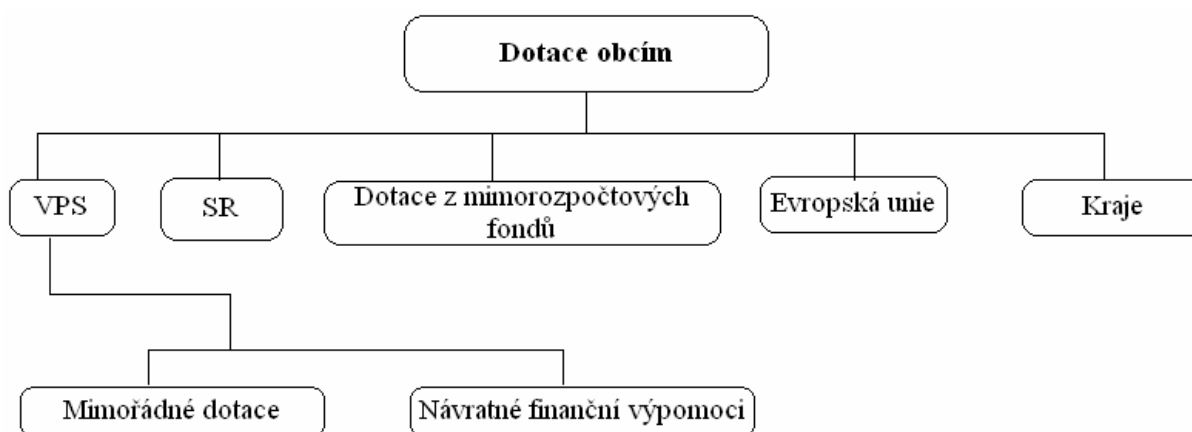 Dotace obcím
VPS
SR
Dotace z mimorozpočtových
fondů
Evropská unie
Kraje
Mimořádné dotace
Návratné finanční výpomoci